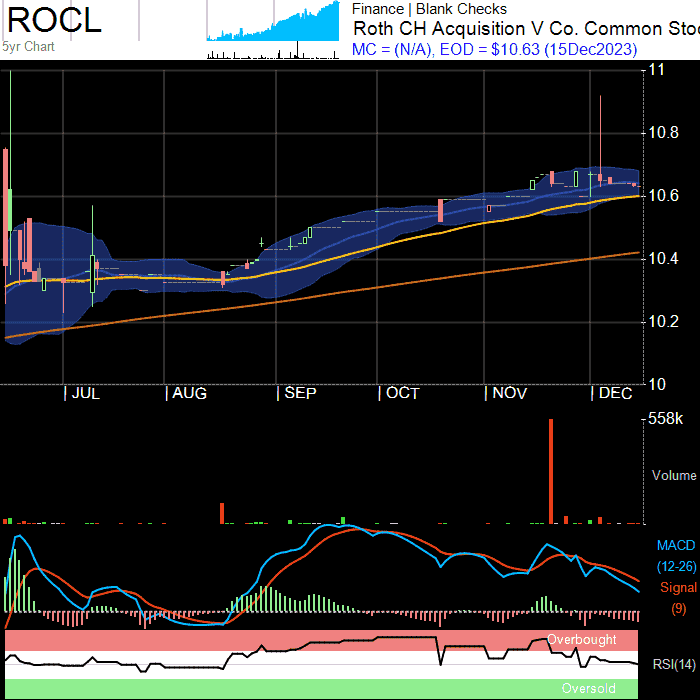 ROCL
5yr Chart
Finance | Blank Checks
Roth CH Acquisition V Co. Common Stoc
MC = (N/A), EOD = $10.63 (15Dec2023)
11
10.8
10.6
10.4
10.2
10
| JUL | AUG | SEP | OCT | NOV | DEC
558k
Volume
MACD
(12-26)
Signal
(9)
Overbought
RSI(14)
Oversold